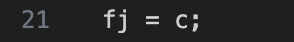 21 fj = c;